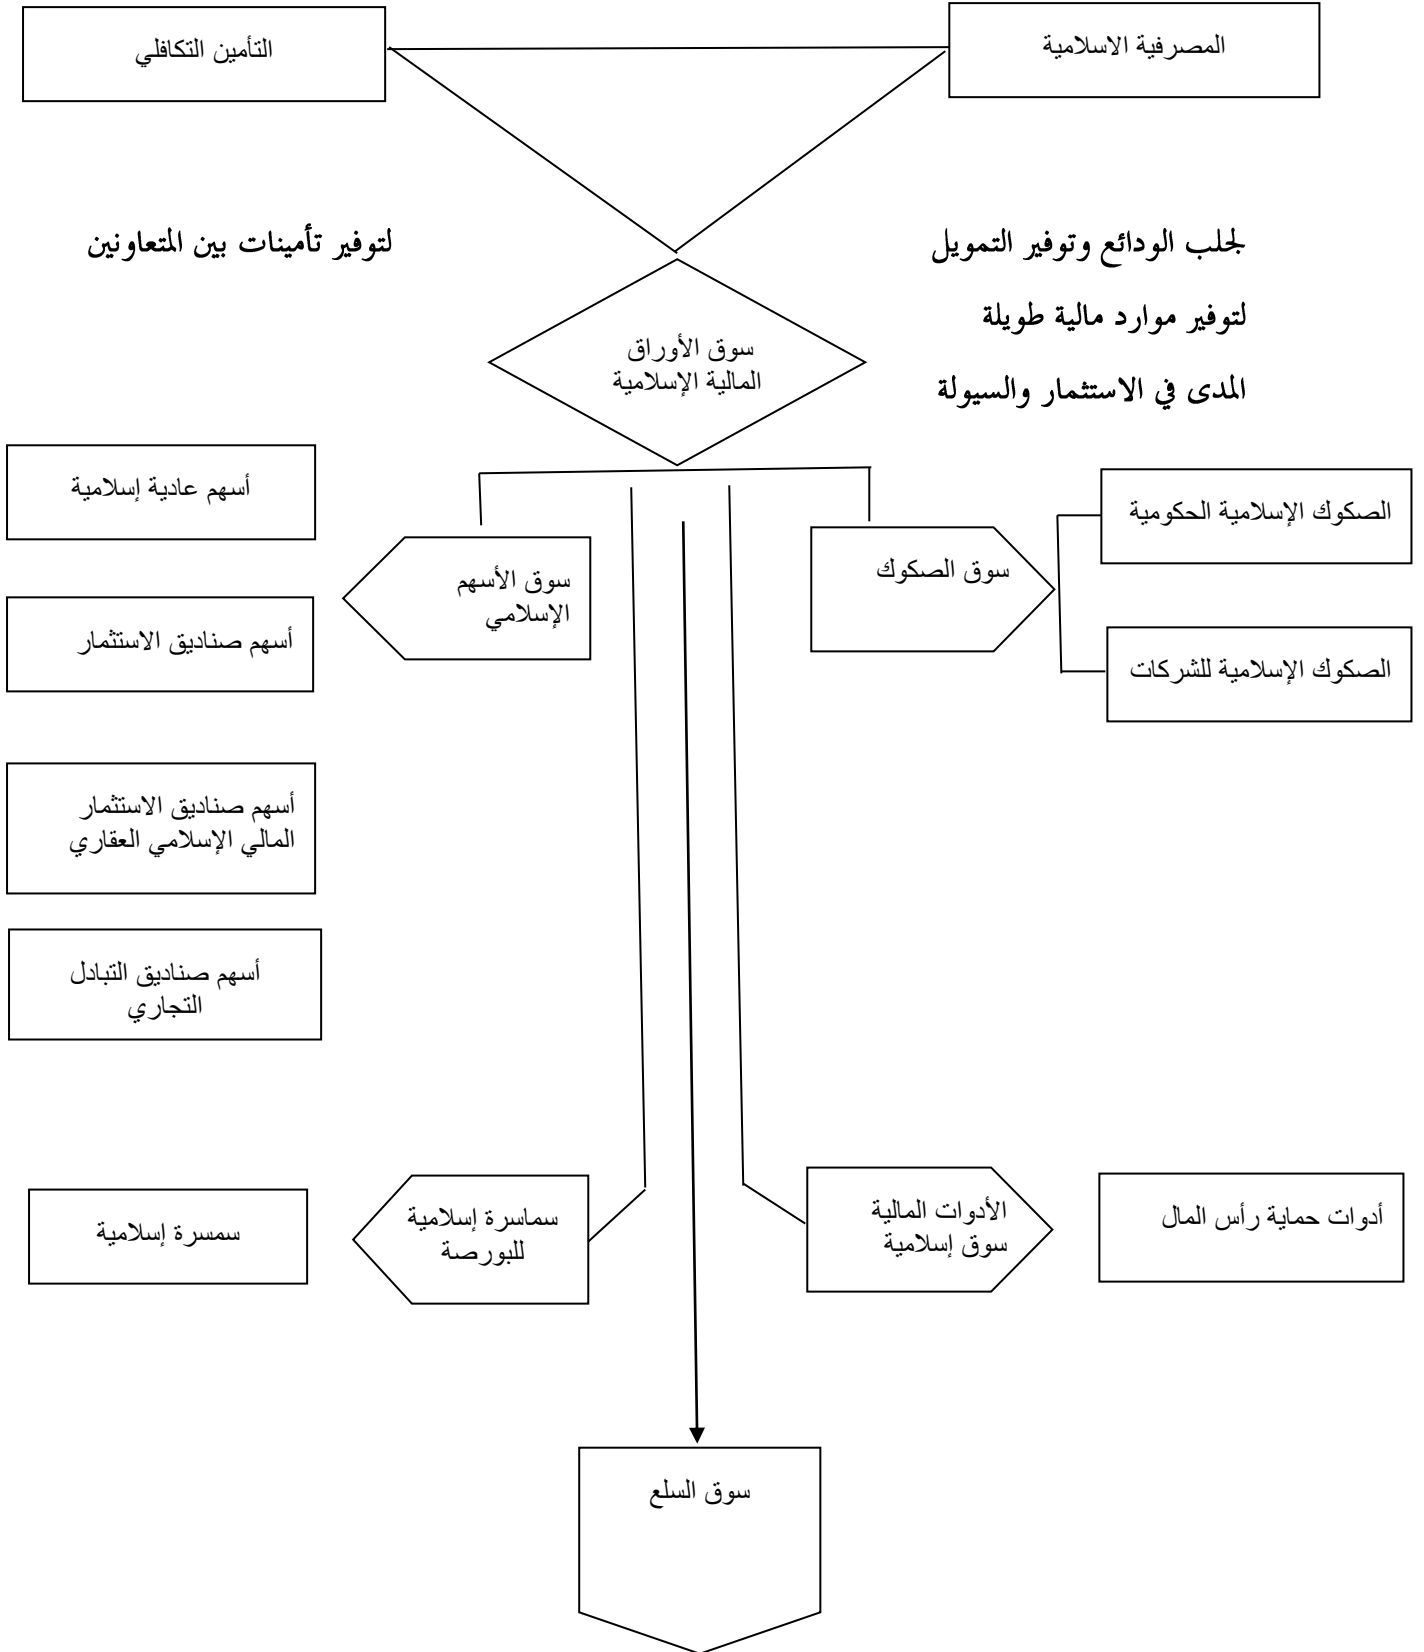 المصرفية الاسلامية
التأمين التكافلي
لجلب الودائع وتوفير التمويل
لتوفير تأمينات بين المتعاونين
لتوفير موارد مالية طويلة
المدى في الاستثمار والسيولة
سوق الأوراق
المالية الإسلامية
الصكوك الإسلامية الحكومية
الصكوك الإسلامية للشركات
سوق الصكوك
سوق الأسهم
الإسلامي
أسهم عادية إسلامية
أسهم صناديق الاستثمار
أسهم صناديق الاستثمار
المالي الإسلامي العقاري
أسهم صناديق التبادل
التجاري
أدوات حماية رأس المال
الأدوات المالية
سوق إسلامية
سماسرة إسلامية
للبورصة
سمسرة إسلامية
سوق السلع